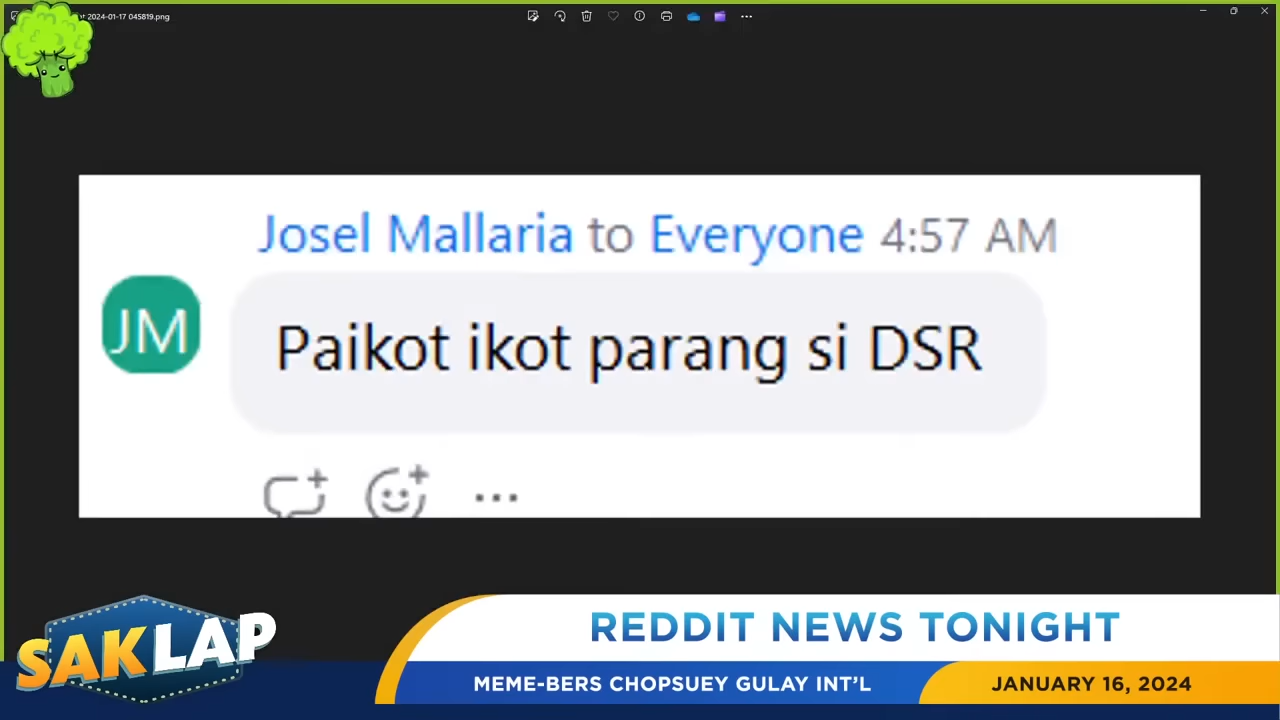 2024-01-17 045819.png
Josel Mallaria to Everyone 4:57 AM
JM
Paikot ikot parang si DSR
SAKLAP
REDDIT NEWS TONIGHT
MEME-BERS CHOPSUEY GULAY INT'L
JANUARY 16, 2024